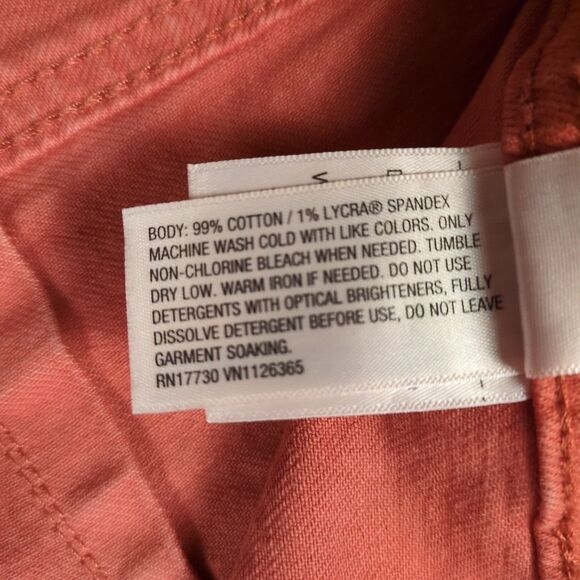 BODY: 99% COTTON / 1% LYCRA® SPANDEX
MACHINE WASH COLD WITH LIKE COLORS. ONLY
NON-CHLORINE BLEACH WHEN NEEDED. TUMBLE
DRY LOW. WARM IRON IF NEEDED. DO NOT USE
DETERGENTS WITH OPTICAL BRIGHTENERS, FULLY
DISSOLVE DETERGENT BEFORE USE, DO NOT LEAVE
GARMENT SOAKING.
RN17730 VN1126365